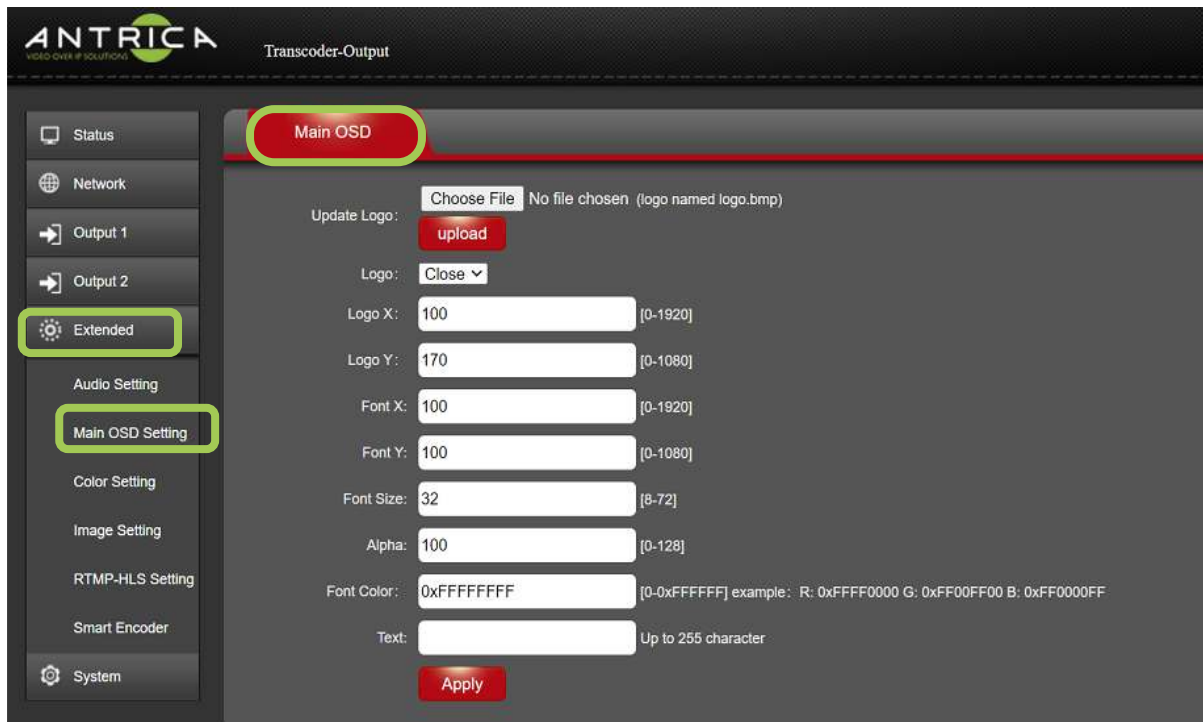 ANTRICA
VIDEO OVER IP SOLUTIONS
Transcoder-Output
Status
Network
Output 1
Output 2
Extended
Audio Setting
Main OSD Setting
Color Setting
Image Setting
RTMP-HLS Setting
Smart Encoder
System
Main OSD
Update Logo: Choose File No file chosen (logo named logo.bmp)
upload
Logo: Close
Logo X: 100 [0-1920]
Logo Y: 170 [0-1080]
Font X: 100 [0-1920]
Font Y: 100 [0-1080]
Font Size: 32 [8-72]
Alpha: 100 [0-128]
Font Color: 0xFFFFFFFF [0-0xFFFFFF] example: R: 0xFFFF0000 G: 0xFF00FF00 B: 0xFF0000FF
Text: Up to 255 character
Apply